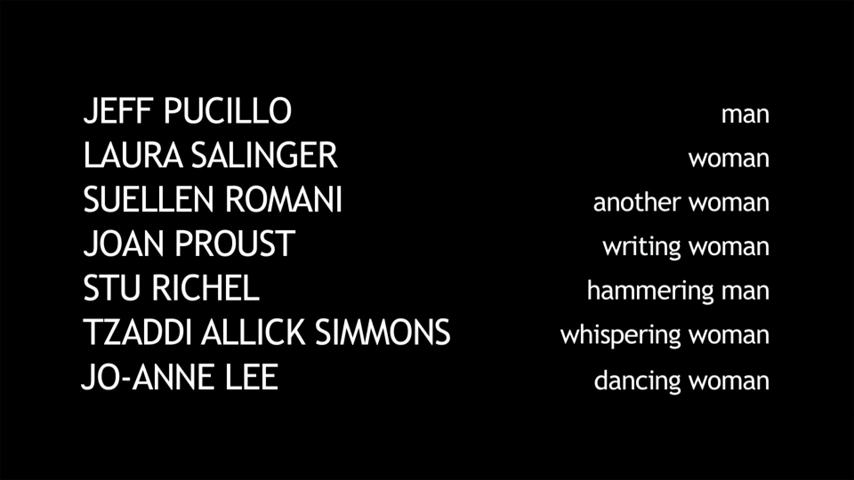 JEFF PUCILLO man
LAURA SALINGER woman
SUELLEN ROMANI another woman
JOAN PROUST writing woman
STU RICHEL hammering man
TZADDI ALLICK SIMMONS whispering woman
JO-ANNE LEE dancing woman